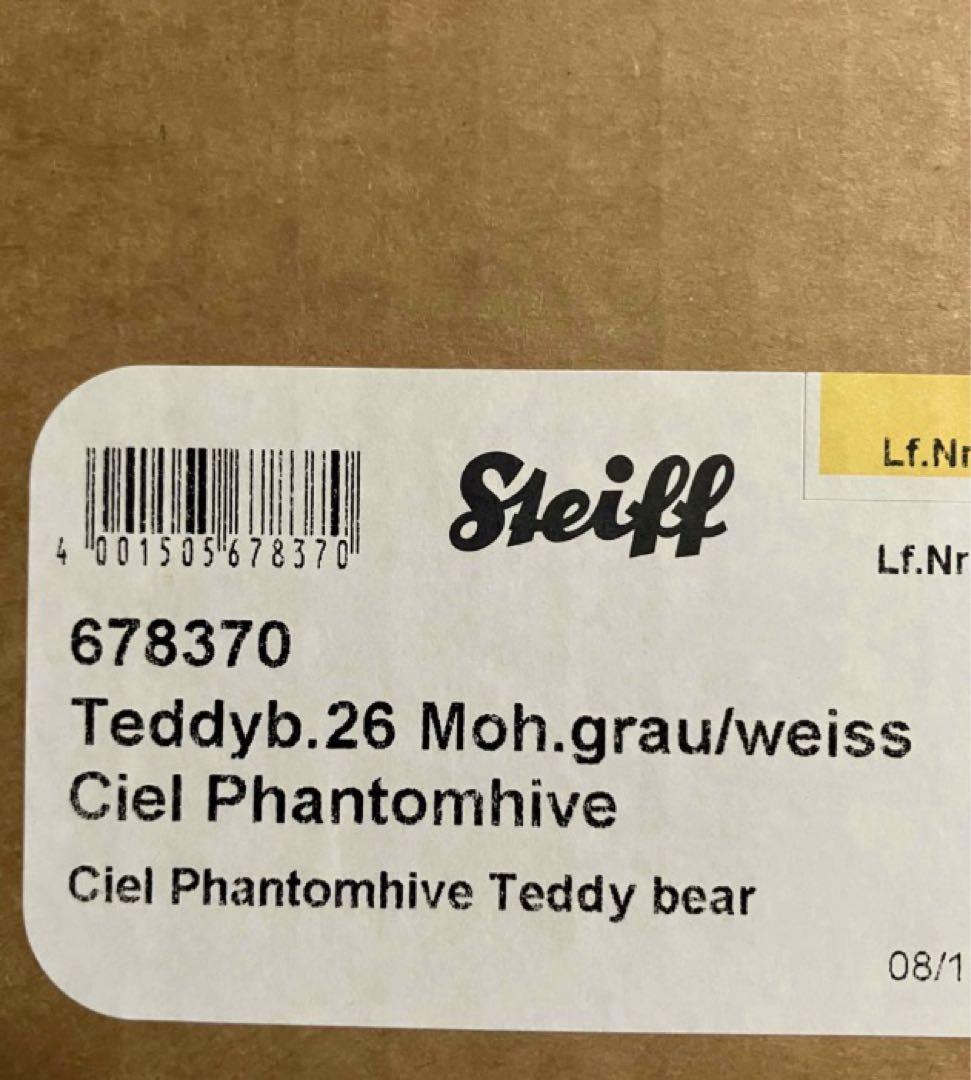 Steiff
Lf.Nr
4 001505 678370
Lf.Nr
678370
Teddyb.26 Moh.grau/weiss
Ciel Phantomhive
Ciel Phantomhive Teddy bear
08/1